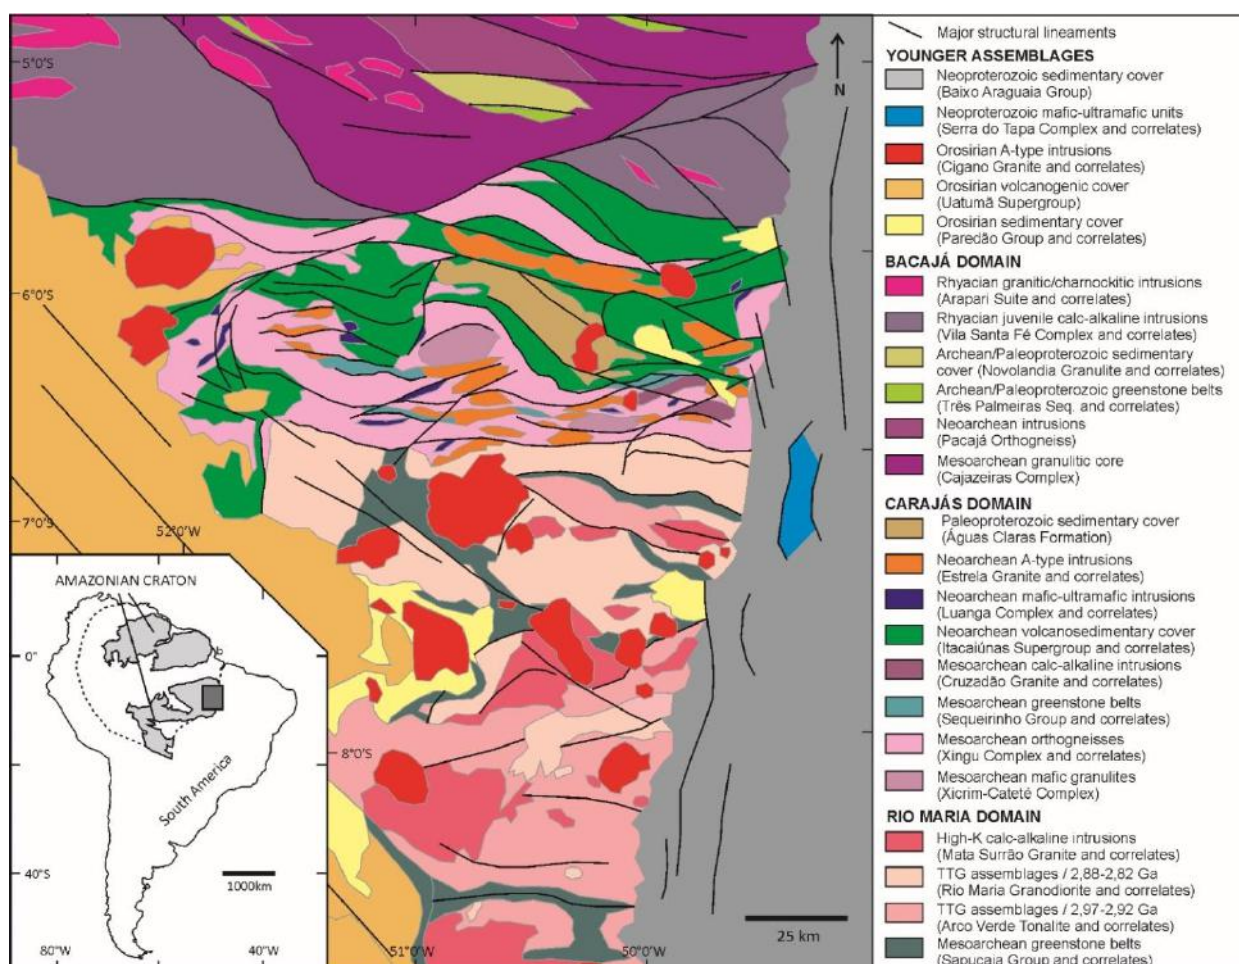 5°0'S
6°0'S
7°0'S
52°0'W
8°0'S
51°0'W
50°0'W
N
25 km
AMAZONIAN CRATON
South America
1000km
0°
40°S
80°W
40°W
Major structural lineaments
YOUNGER ASSEMBLAGES
Neoproterozoic sedimentary cover
(Baixo Araguaia Group)
Neoproterozoic mafic-ultramafic units
(Serra do Tapa Complex and correlates)
Orosirian A-type intrusions
(Cigano Granite and correlates)
Orosirian volcanogenic cover
(Uatumã Supergroup)
Orosirian sedimentary cover
(Paredão Group and correlates)
BACAJÁ DOMAIN
Rhyacian granitic/charnockitic intrusions
(Arapari Suite and correlates)
Rhyacian juvenile calc-alkaline intrusions
(Vila Santa Fé Complex and correlates)
Archean/Paleoproterozoic sedimentary
cover (Novolandia Granulite and correlates)
Archean/Paleoproterozoic greenstone belts
(Três Palmeiras Seq. and correlates)
Neoarchean intrusions
(Pacajá Orthogneiss)
Mesoarchean granulitic core
(Cajazeiras Complex)
CARAJÁS DOMAIN
Paleoproterozoic sedimentary cover
(Águas Claras Formation)
Neoarchean A-type intrusions
(Estrela Granite and correlates)
Neoarchean mafic-ultramafic intrusions
(Luanga Complex and correlates)
Neoarchean volcanosedimentary cover
(Itacaiúnas Supergroup and correlates)
Mesoarchean calc-alkaline intrusions
(Cruzadão Granite and correlates)
Mesoarchean greenstone belts
(Sequeirinho Group and correlates)
Mesoarchean orthogneisses
(Xingu Complex and correlates)
Mesoarchean mafic granulites
(Xicrim-Cateté Complex)
RIO MARIA DOMAIN
High-K calc-alkaline intrusions
(Mata Surrão Granite and correlates)
TTG assemblages / 2,88-2,82 Ga
(Rio Maria Granodiorite and correlates)
TTG assemblages / 2,97-2,92 Ga
(Arco Verde Tonalite and correlates)
Mesoarchean greenstone belts
(Sapucaia Group and correlates)